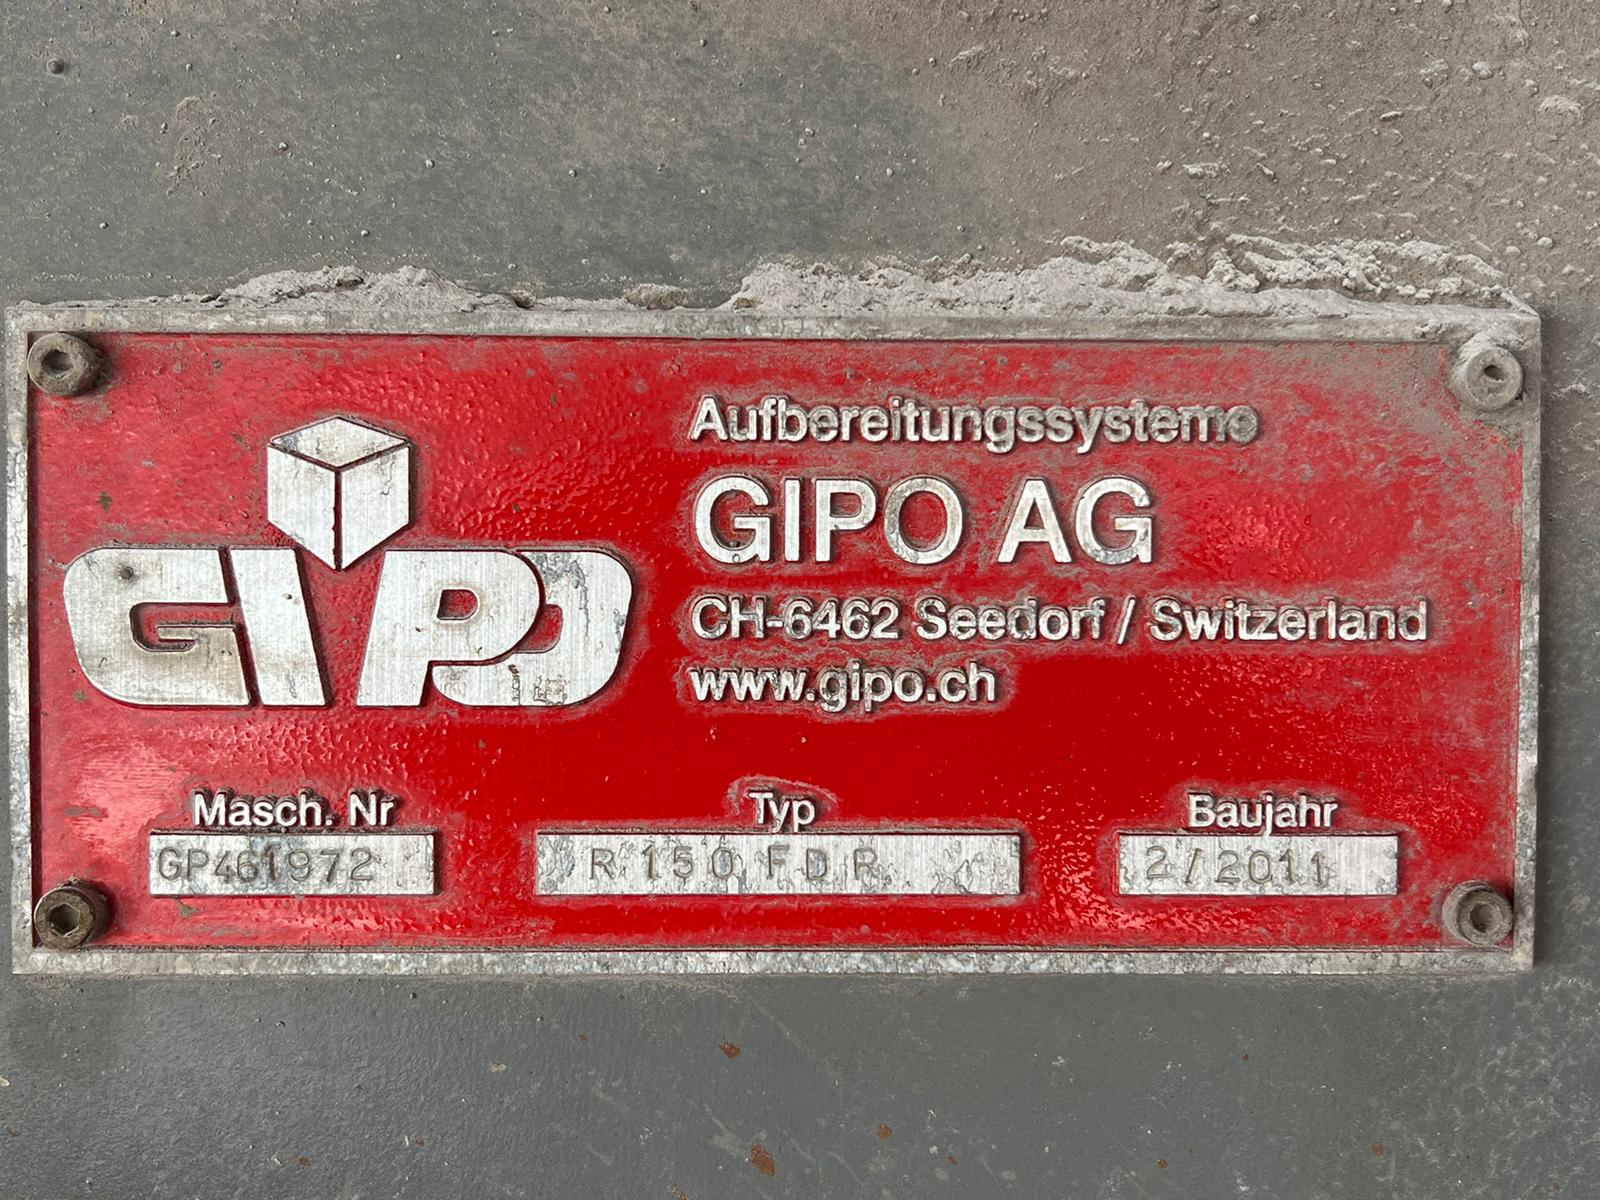 Aufbereitungssysteme
GIPO
GIPO AG
CH-6462 Seedorf / Switzerland
www.gipo.ch
Masch. Nr Typ Baujahr
GP461972 R 150 FDR 2/2011